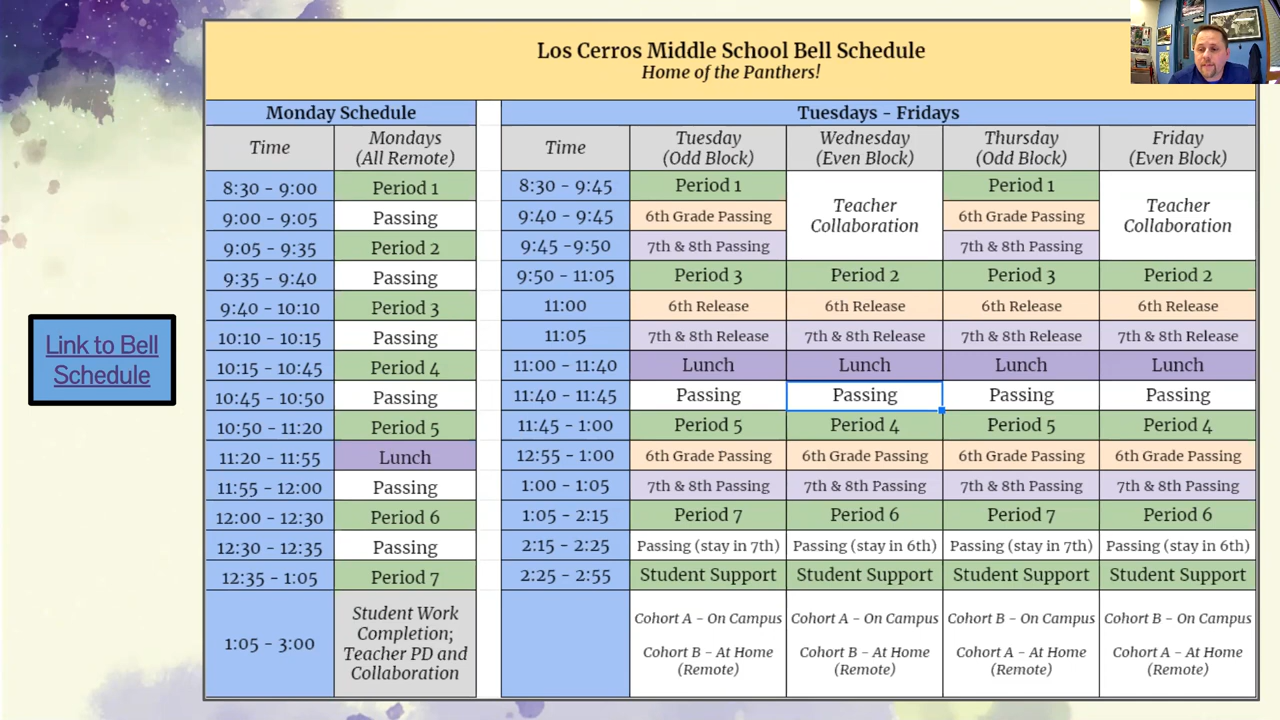 Los Cerros Middle School Bell Schedule
Home of the Panthers!
Link to Bell
Schedule
Monday Schedule
Time Mondays
(All Remote)
8:30 - 9:00 Period 1
9:00 - 9:05 Passing
9:05 - 9:35 Period 2
9:35 - 9:40 Passing
9:40 - 10:10 Period 3
10:10 - 10:15 Passing
10:15 - 10:45 Period 4
10:45 - 10:50 Passing
10:50 - 11:20 Period 5
11:20 - 11:55 Lunch
11:55 - 12:00 Passing
12:00 - 12:30 Period 6
12:30 - 12:35 Passing
12:35 - 1:05 Period 7
1:05 - 3:00 Student Work
Completion;
Teacher PD and
Collaboration
Tuesdays - Fridays
Time Tuesday Wednesday Thursday Friday
(Odd Block) (Even Block) (Odd Block) (Even Block)
8:30 - 9:45 Period 1 Period 1
Teacher Teacher
9:40 - 9:45 6th Grade Passing Collaboration 6th Grade Passing Collaboration
9:45 -9:50 7th & 8th Passing 7th & 8th Passing
9:50 - 11:05 Period 3 Period 2 Period 3 Period 2
11:00 6th Release 6th Release 6th Release 6th Release
11:05 7th & 8th Release 7th & 8th Release 7th & 8th Release 7th & 8th Release
11:00 - 11:40 Lunch Lunch Lunch Lunch
11:40 - 11:45 Passing Passing Passing Passing
11:45 - 1:00 Period 5 Period 4 Period 5 Period 4
12:55 - 1:00 6th Grade Passing 6th Grade Passing 6th Grade Passing 6th Grade Passing
1:00 - 1:05 7th & 8th Passing 7th & 8th Passing 7th & 8th Passing 7th & 8th Passing
1:05 - 2:15 Period 7 Period 6 Period 7 Period 6
2:15 - 2:25 Passing (stay in 7th) Passing (stay in 6th) Passing (stay in 7th) Passing (stay in 6th)
2:25 - 2:55 Student Support Student Support Student Support Student Support
Cohort A - On Campus Cohort A - On Campus Cohort B - On Campus Cohort B - On Campus
Cohort B - At Home Cohort B - At Home Cohort A - At Home Cohort A - At Home
(Remote) (Remote) (Remote) (Remote)